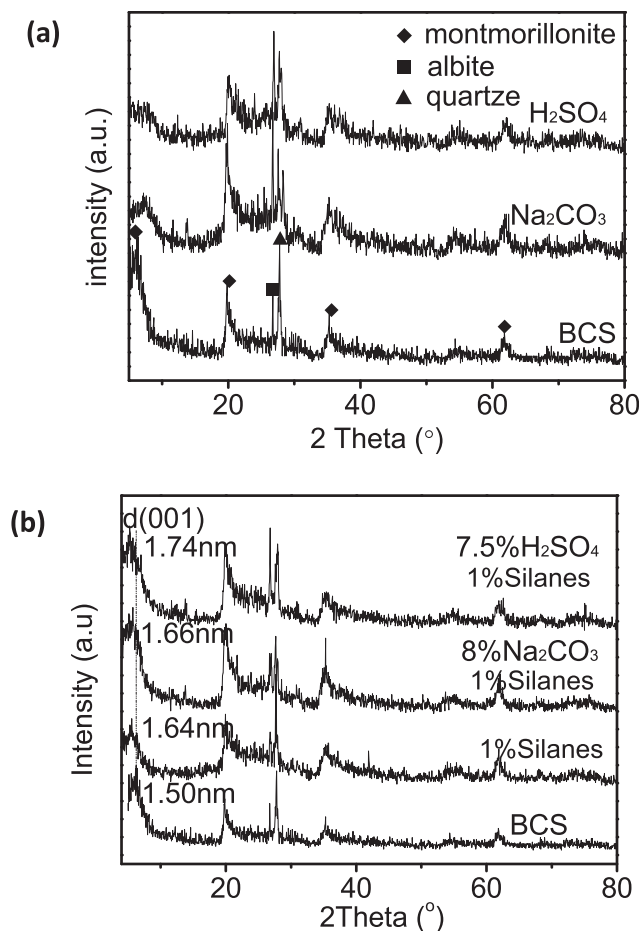 (a)
montmorillonite
albite
quartze
H₂SO₄
Na₂CO₃
BCS
intensity (a.u.)
20 40 60 80
2 Theta (°)
(b)
d(001)
1.74nm
7.5%H₂SO₄
1%Silanes
1.66nm
8%Na₂CO₃
1%Silanes
1.64nm
1%Silanes
1.50nm
BCS
Intensity (a.u)
20 40 60 80
2Theta (°)